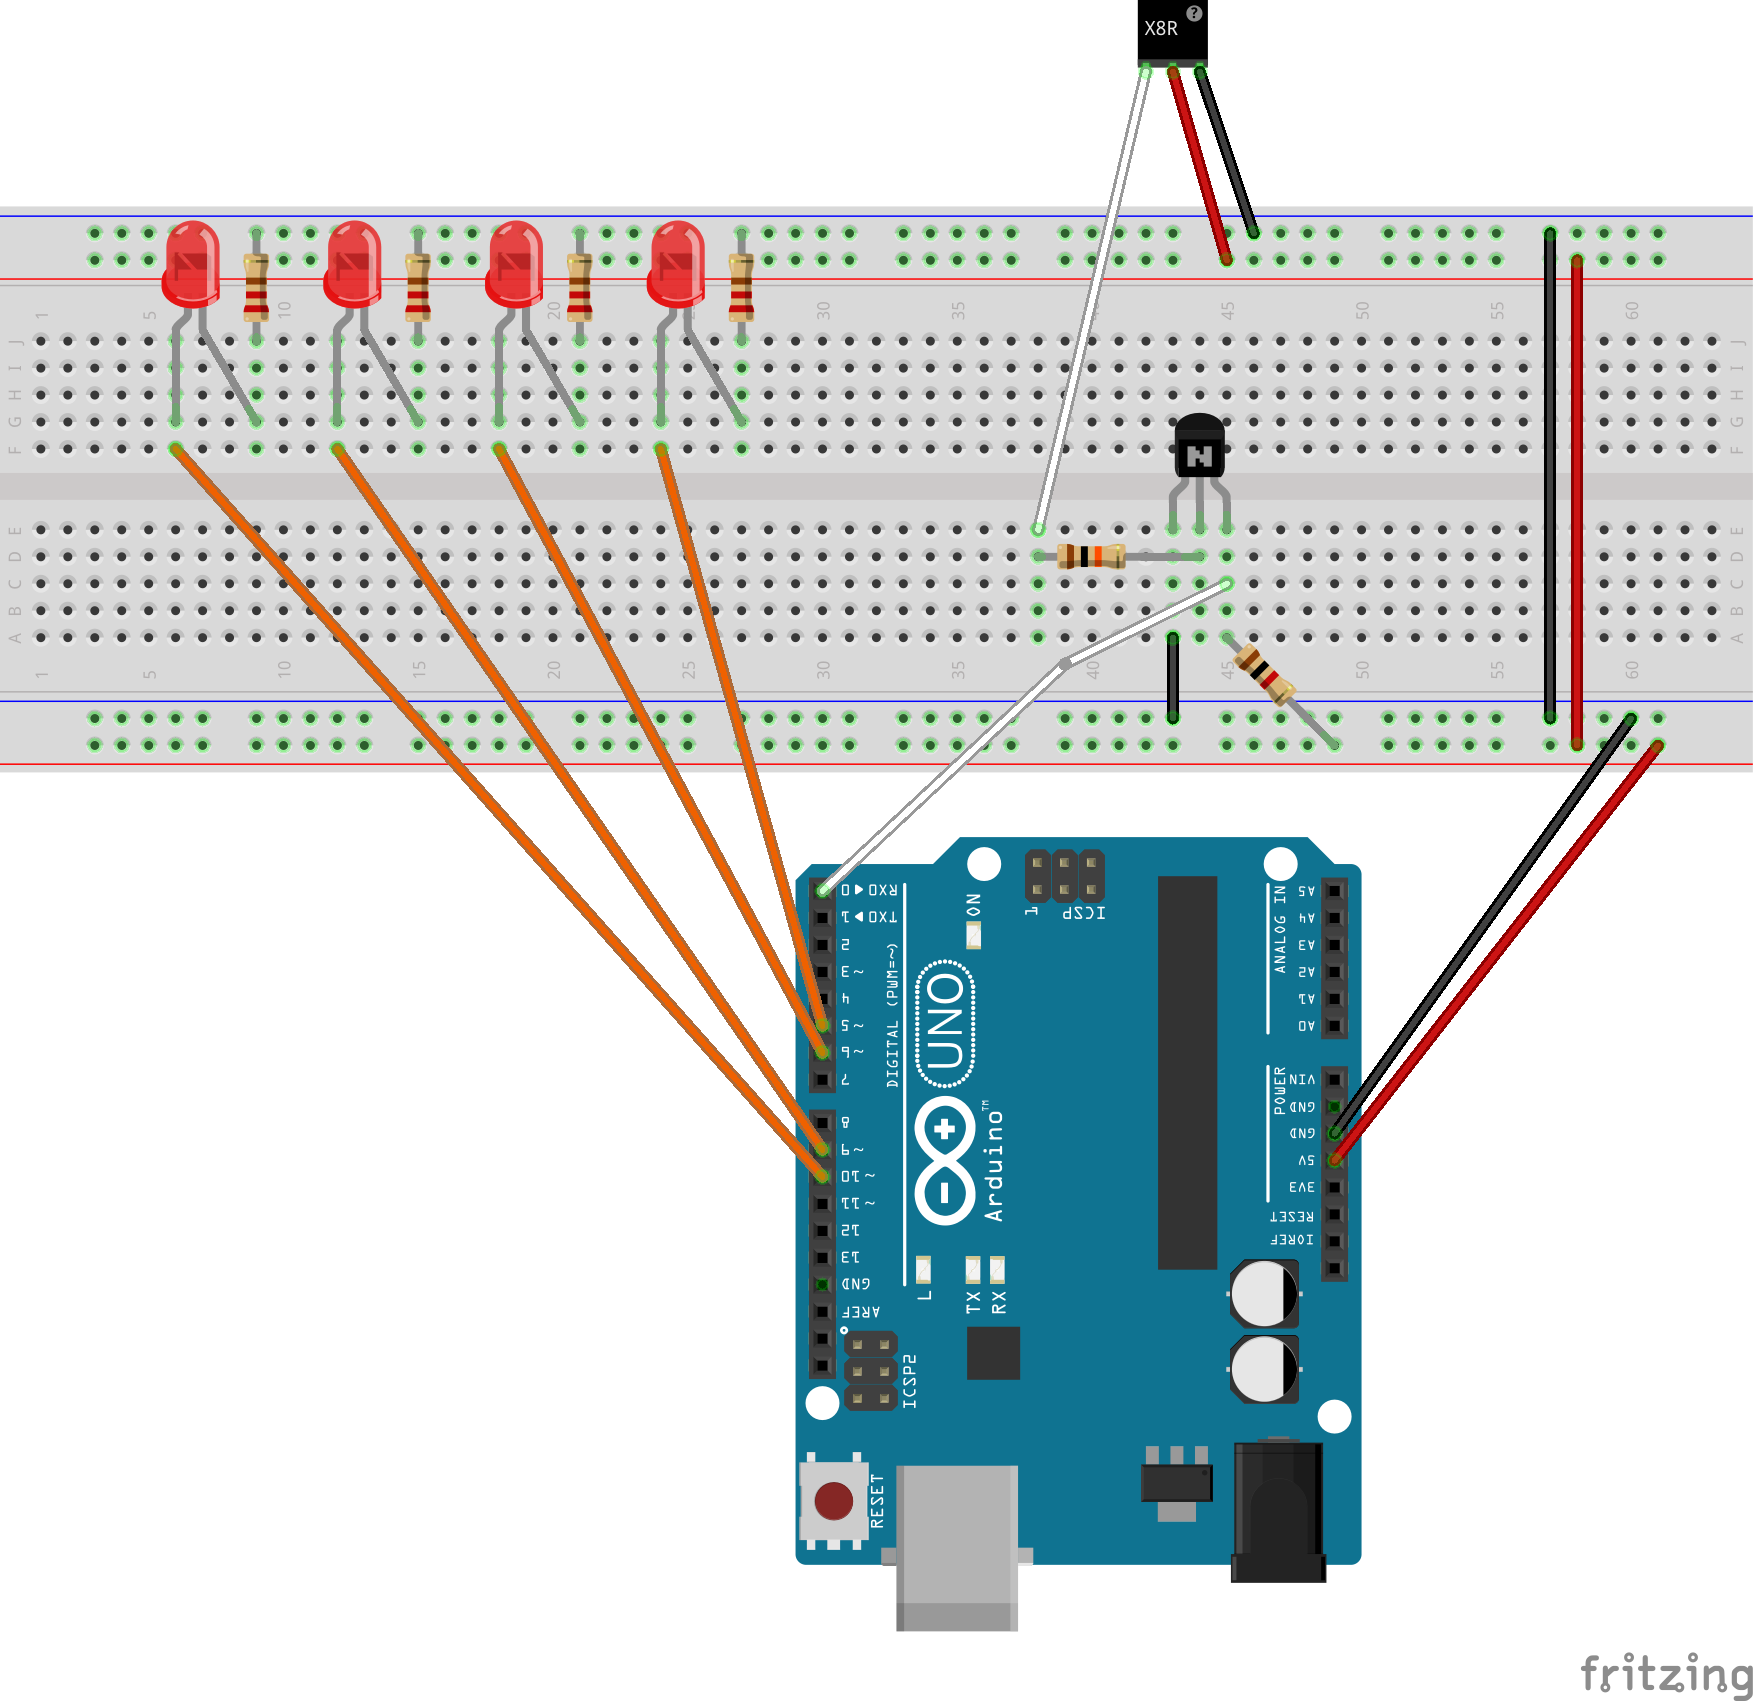 X8R
1 5 10 15 20 25 30 35 40 45 50 55 60
J J
I I
H H
G G
F F
E E
D D
C C
B B
A A
1 5 10 15 20 25 30 35 40 45 50 55 60
RX0 ◀ 0
TX0 ▶ 1
2
~ 3
4
~ 5
~ 6
7
8
~ 9
~ 10
~ 11
12
13
GND
AREF
DIGITAL (PWM=~)
ON
1 ICSP
UNO
Arduino
TM
L
TX
RX
ICSP2
RESET
ANALOG IN
A5
A4
A3
A2
A1
A0
POWER
VIN
GND
GND
5V
3V3
RESET
IOREF
fritzing